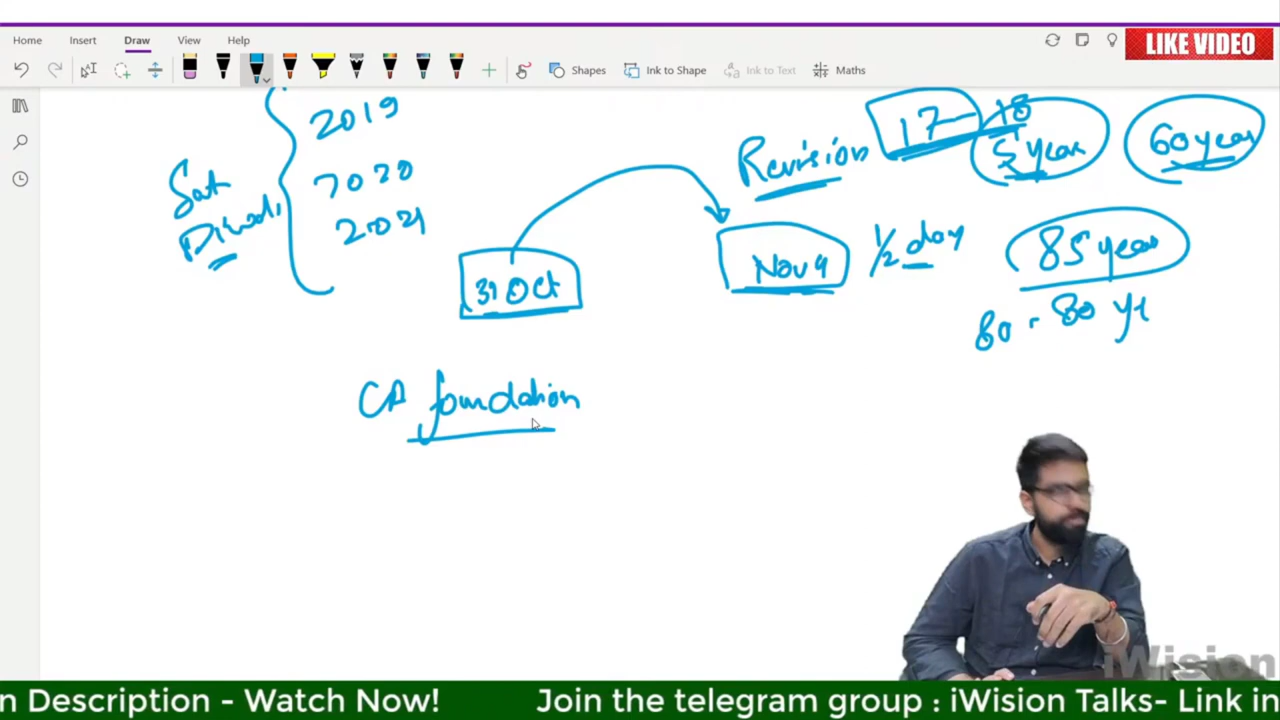 Home Insert Draw View Help
LIKE VIDEO
Shapes Ink to Shape Ink to Text Maths
2019
2020
2021
Sat
Diwali
31 Oct
Revision
17 18
5 year
60 year
Nov 4
1/2 day
85 year
80 - 80 yr
CA foundation
iWision
n Description - Watch Now! Join the telegram group : iWision Talks- Link in